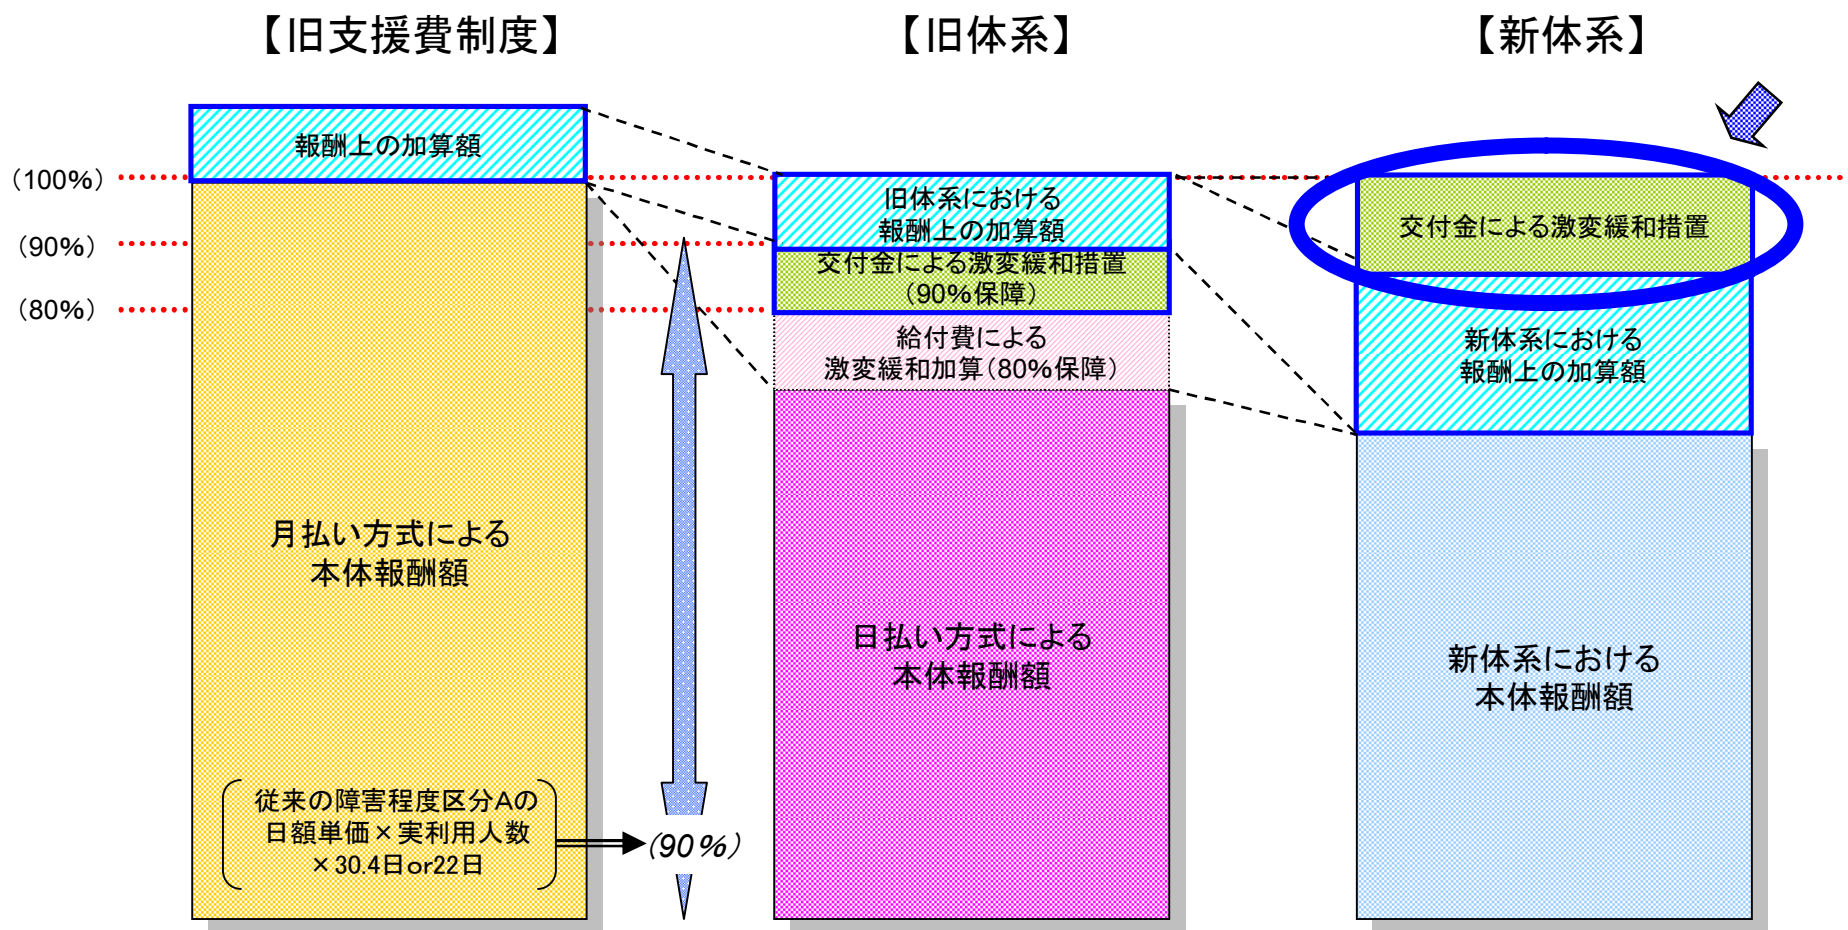 【旧支援費制度】
【旧体系】
【新体系】
報酬上の加算額
(100%)
(90%)
(80%)
月払い方式による
本体報酬額
従来の障害程度区分Aの
日額単価×実利用人数
×30.4日or22日
(90%)
旧体系における
報酬上の加算額
交付金による激変緩和措置
(90%保障)
給付費による
激変緩和加算(80%保障)
日払い方式による
本体報酬額
交付金による激変緩和措置
新体系における
報酬上の加算額
新体系における
本体報酬額